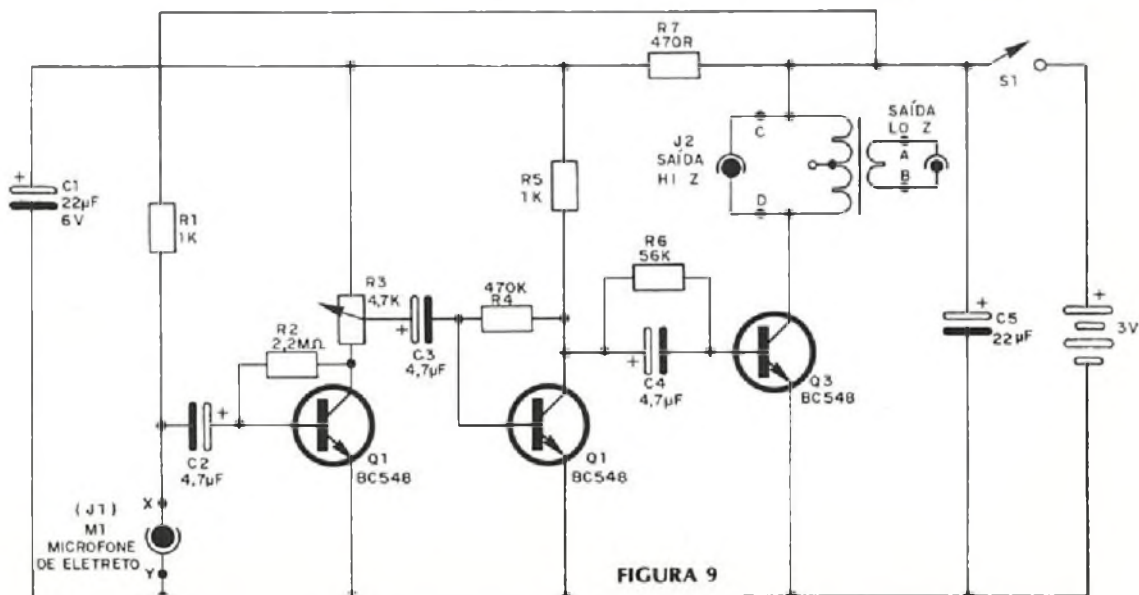 R7
470R
S1
SAÍDA
LO Z
J2
SAÍDA
HI Z
C
A
B
D
+
C1
22µF
6V
R1
1K
R5
1K
R6
56K
R3
4,7K
470K
R4
R2
2,2MΩ
+
C3
4,7µF
+
C4
4,7µF
Q3
BC548
+
C5
22µF
+
3V
+
C2
4,7µF
Q1
BC548
Q1
BC548
X
(J1)
M1
MICROFONE
DE ELETRETO
Y
FIGURA 9